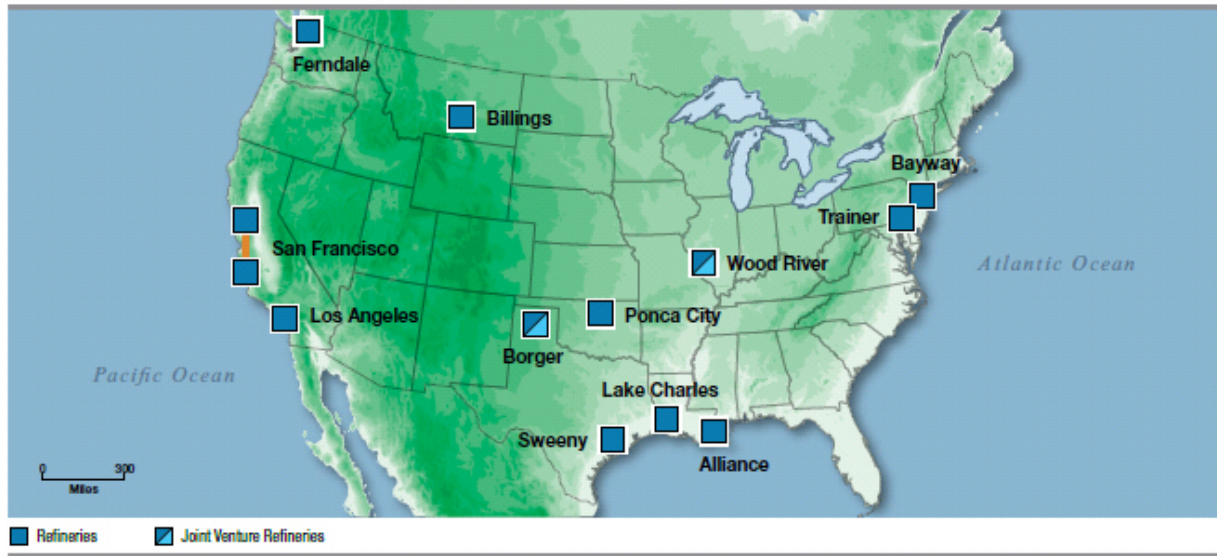 Ferndale
Billings
Bayway
Trainer
San Francisco
Wood River
Atlantic Ocean
Los Angeles
Ponca City
Borger
Pacific Ocean
Lake Charles
Sweeny
Alliance
0 300
Miles
Refineries Joint Venture Refineries